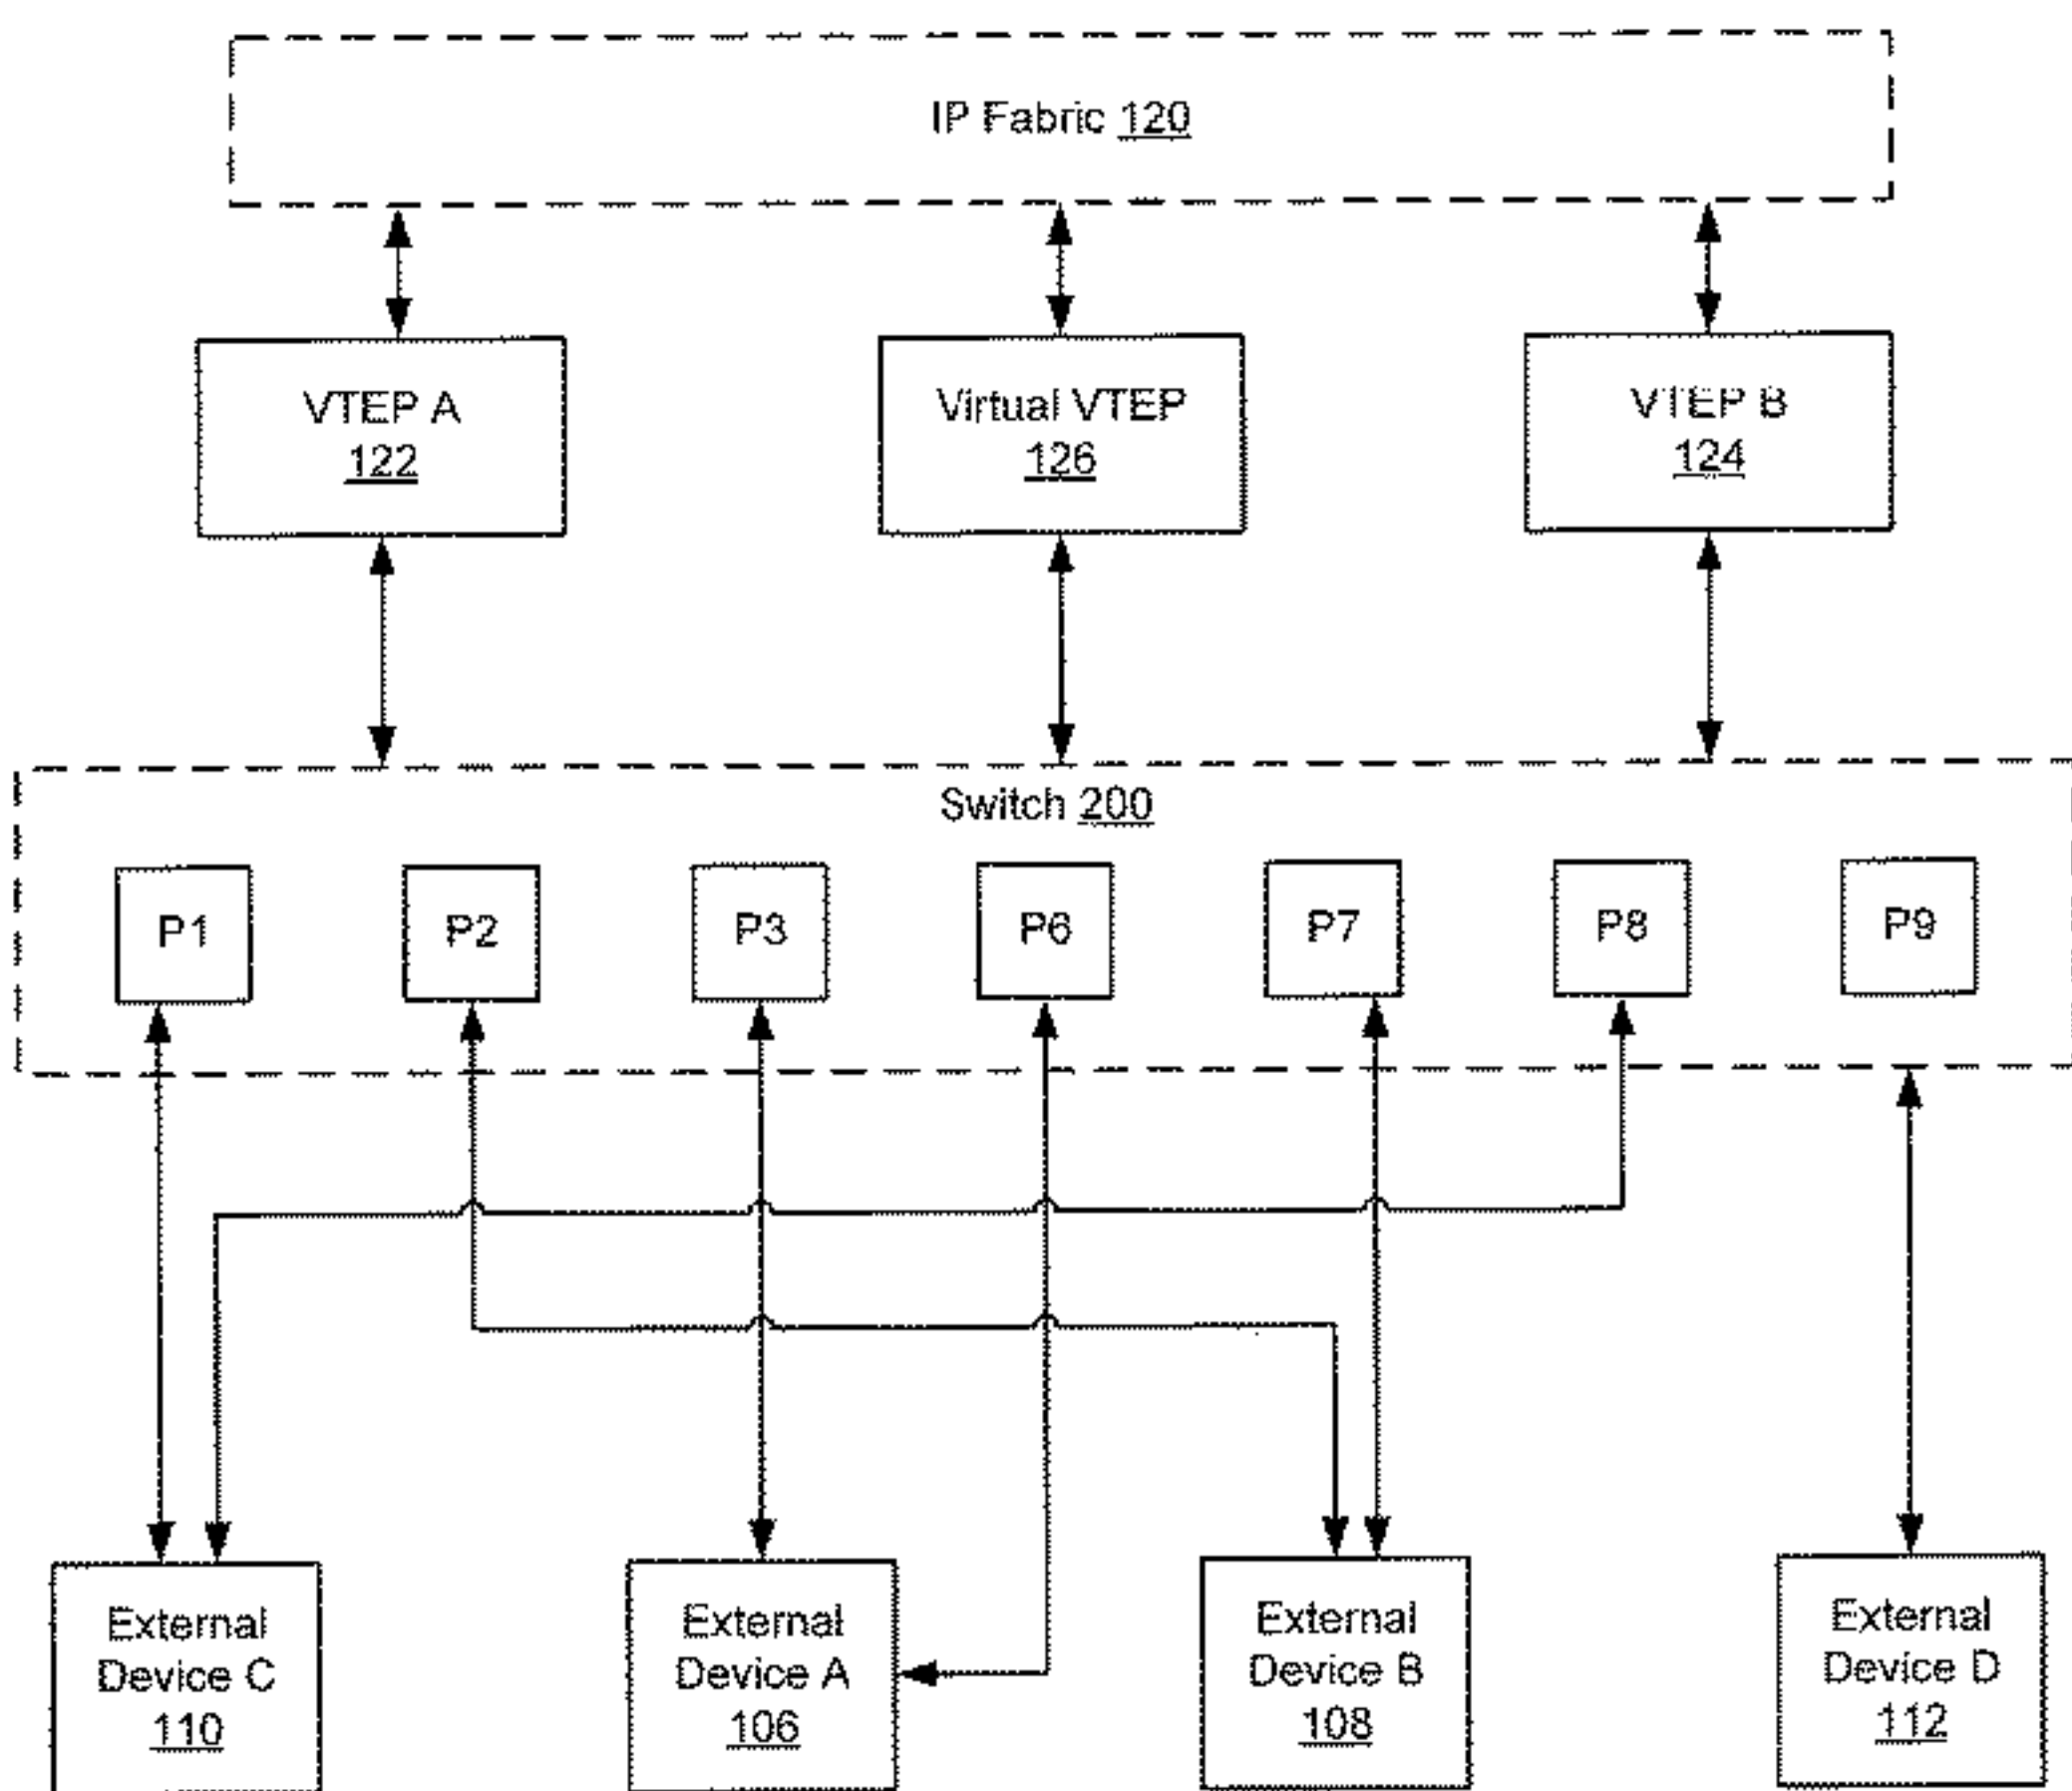 IP Fabric 120
VTEP A
122
Virtual VTEP
126
VTEP B
124
Switch 200
P1
P2
P3
P6
P7
P8
P9
External
Device C
110
External
Device A
106
External
Device B
108
External
Device D
112